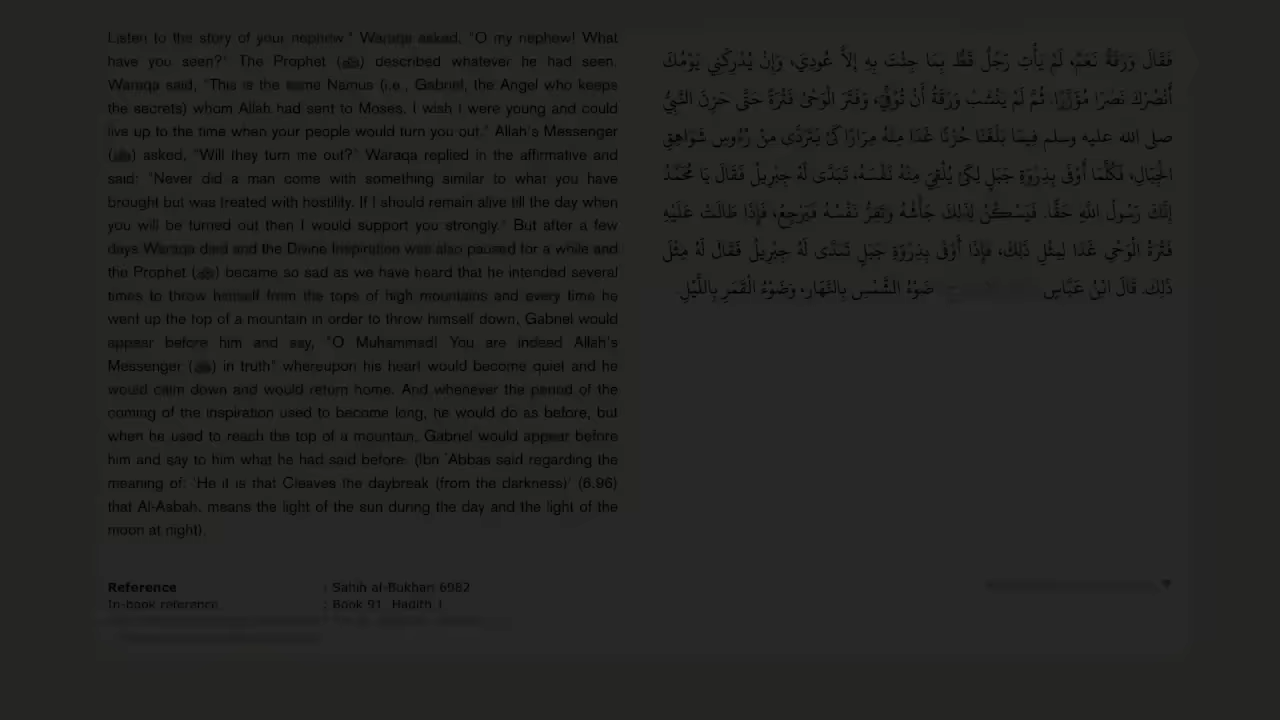 Listen to the story of your nephew." Waraqa asked, "O my nephew! What
have you seen?" The Prophet (ﷺ) described whatever he had seen.
Waraqa said, "This is the same Namus (i.e., Gabriel, the Angel who keeps
the secrets) whom Allah had sent to Moses. I wish I were young and could
live up to the time when your people would turn you out." Allah's Messenger
(ﷺ) asked, "Will they turn me out?" Waraqa replied in the affirmative and
said: "Never did a man come with something similar to what you have
brought but was treated with hostility. If I should remain alive till the day when
you will be turned out then I would support you strongly." But after a few
days Waraqa died and the Divine Inspiration was also paused for a while and
the Prophet (ﷺ) became so sad as we have heard that he intended several
times to throw himself from the tops of high mountains and every time he
went up the top of a mountain in order to throw himself down, Gabriel would
appear before him and say, "O Muhammad! You are indeed Allah's
Messenger (ﷺ) in truth" whereupon his heart would become quiet and he
would calm down and would return home. And whenever the period of the
coming of the inspiration used to become long, he would do as before, but
when he used to reach the top of a mountain, Gabriel would appear before
him and say to him what he had said before. (Ibn `Abbas said regarding the
meaning of: 'He it is that Cleaves the daybreak (from the darkness)' (6.96)
that Al-Asbah. means the light of the sun during the day and the light of the
moon at night).
فَقَالَ وَرَقَةُ نَعَمْ، لَمْ يَأْتِ رَجُلٌ قَطُّ بِمَا جِئْتَ بِهِ إِلاَّ عُودِيَ، وَإِنْ يُدْرِكْنِي يَوْمُكَ
أَنْصُرْكَ نَصْرًا مُؤَزَّرًا. ثُمَّ لَمْ يَنْشَبْ وَرَقَةُ أَنْ تُوُفِّيَ، وَفَتَرَ الْوَحْىُ فَتْرَةً حَتَّى حَزِنَ النَّبِيُّ
صلى الله عليه وسلم فِيمَا بَلَغَنَا حُزْنًا غَدَا مِنْهُ مِرَارًا كَىْ يَتَرَدَّى مِنْ رُءُوسِ شَوَاهِقِ
الْجِبَالِ، فَكُلَّمَا أَوْفَى بِذِرْوَةِ جَبَلٍ لِكَىْ يُلْقِيَ مِنْهُ نَفْسَهُ، تَبَدَّى لَهُ جِبْرِيلُ فَقَالَ يَا مُحَمَّدُ
إِنَّكَ رَسُولُ اللَّهِ حَقًّا. فَيَسْكُنُ لِذَلِكَ جَأْشُهُ وَتَقِرُّ نَفْسُهُ فَيَرْجِعُ، فَإِذَا طَالَتْ عَلَيْهِ
فَتْرَةُ الْوَحْىِ غَدَا لِمِثْلِ ذَلِكَ، فَإِذَا أَوْفَى بِذِرْوَةِ جَبَلٍ تَبَدَّى لَهُ جِبْرِيلُ فَقَالَ لَهُ مِثْلَ
ذَلِكَ. قَالَ ابْنُ عَبَّاسٍ ضَوْءُ الشَّمْسِ بِالنَّهَارِ، وَضَوْءُ الْقَمَرِ بِاللَّيْلِ.
Reference : Sahih al-Bukhari 6982
In-book reference : Book 91, Hadith 1